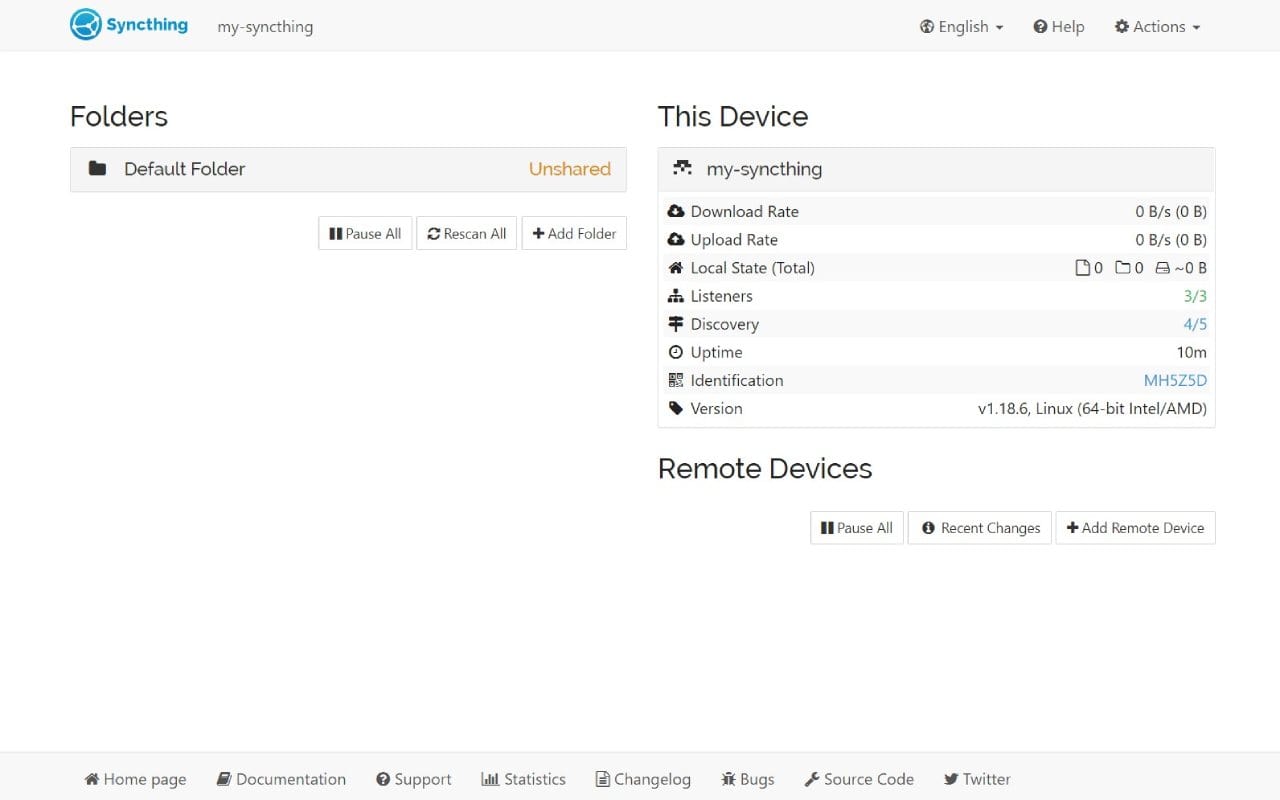 Syncthing my-syncthing English Help Actions
Folders
Default Folder Unshared
Pause All Rescan All Add Folder
This Device
my-syncthing
Download Rate 0 B/s (0 B)
Upload Rate 0 B/s (0 B)
Local State (Total) 0 0 ~0 B
Listeners 3/3
Discovery 4/5
Uptime 10m
Identification MH5Z5D
Version v1.18.6, Linux (64-bit Intel/AMD)
Remote Devices
Pause All Recent Changes Add Remote Device
Home page Documentation Support Statistics Changelog Bugs Source Code Twitter